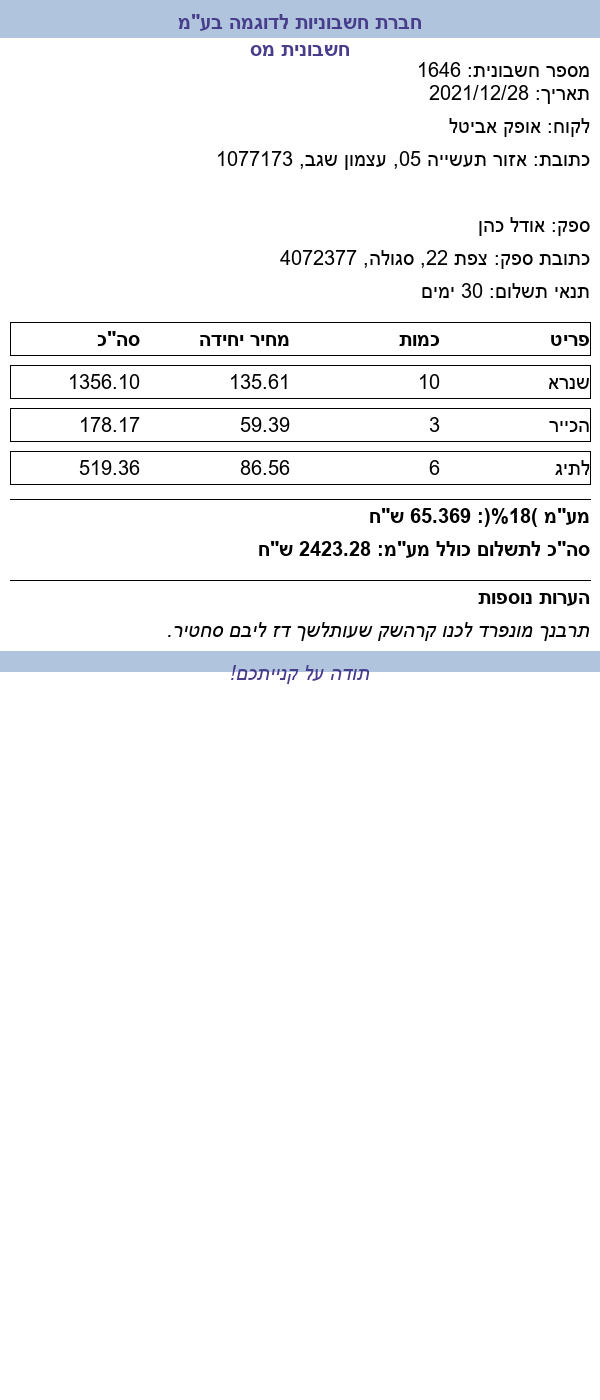 חברת חשבוניות לדוגמה בע"מ
חשבונית מס
מספר חשבונית: 1646
תאריך: 2021/12/28
לקוח: אופק אביטל
כתובת: אזור תעשייה 05, עצמון שגב, 1077173
ספק: אודל כהן
כתובת ספק: צפת 22, סגולה, 4072377
תנאי תשלום: 30 ימים
פריט כמות מחיר יחידה סה"כ
שנרא 10 135.61 1356.10
הכייר 3 59.39 178.17
לתיג 6 86.56 519.36
מע"מ )18%(: 65.369 ש"ח
סה"כ לתשלום כולל מע"מ: 2423.28 ש"ח
הערות נוספות
תרבנך מונפרד לכנו קרהשק שעותלשך דז ליבם סחטיר.
תודה על קנייתכם!